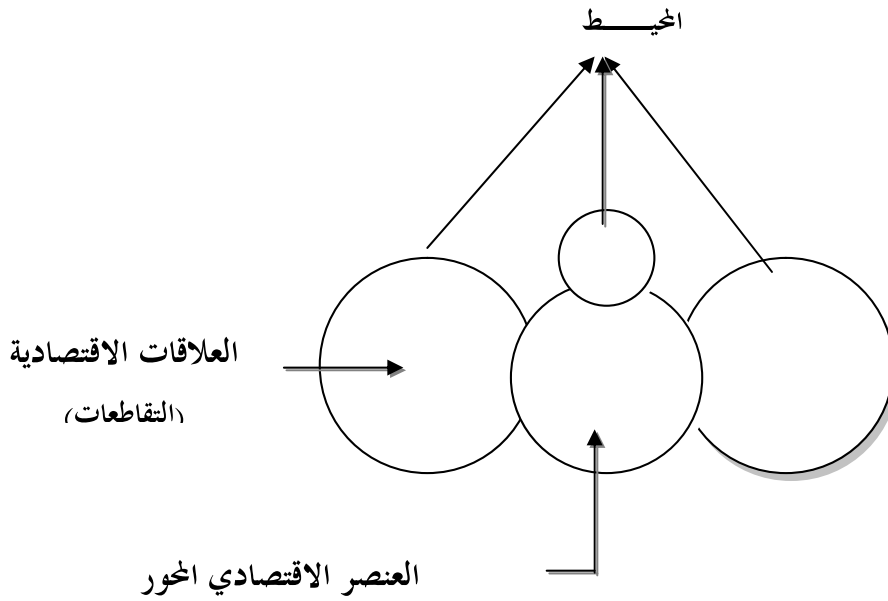 المحيـــــط
العلاقات الاقتصادية
(التقاطعات)
العنصر الاقتصادي المحور